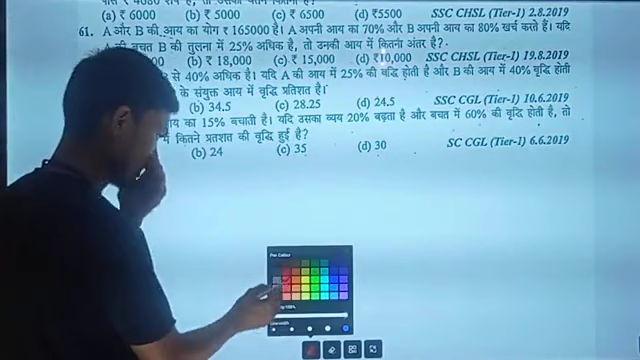 (a) ₹ 6000 (b) ₹ 5000 (c) ₹ 6500 (d) ₹5500 SSC CHSL (Tier-1) 2.8.2019
61. A और B की आय का योग ₹ 165000 है। A अपनी आय का 70% और B अपनी आय का 80% खर्च करते हैं। यदि
बचत B की तुलना में 25% अधिक है, तो उनकी आय में कितना अंतर है?
(b) ₹ 18,000 (c) ₹ 15,000 (d) ₹10,000 SSC CHSL (Tier-1) 19.8.2019
से 40% अधिक है। यदि A की आय में 25% की वृद्धि होती है और B की आय में 40% वृद्धि होती
के संयुक्त आय में वृद्धि प्रतिशत है।
(b) 34.5 (c) 28.25 (d) 24.5 SSC CGL (Tier-1) 10.6.2019
का 15% बचाती है। यदि उसका व्यय 20% बढ़ता है और बचत में 60% की वृद्धि होती है, तो
में कितने प्रतशत की वृद्धि हुई है?
(b) 24 (c) 35 (d) 30 SC CGL (Tier-1) 6.6.2019
Pen Colour